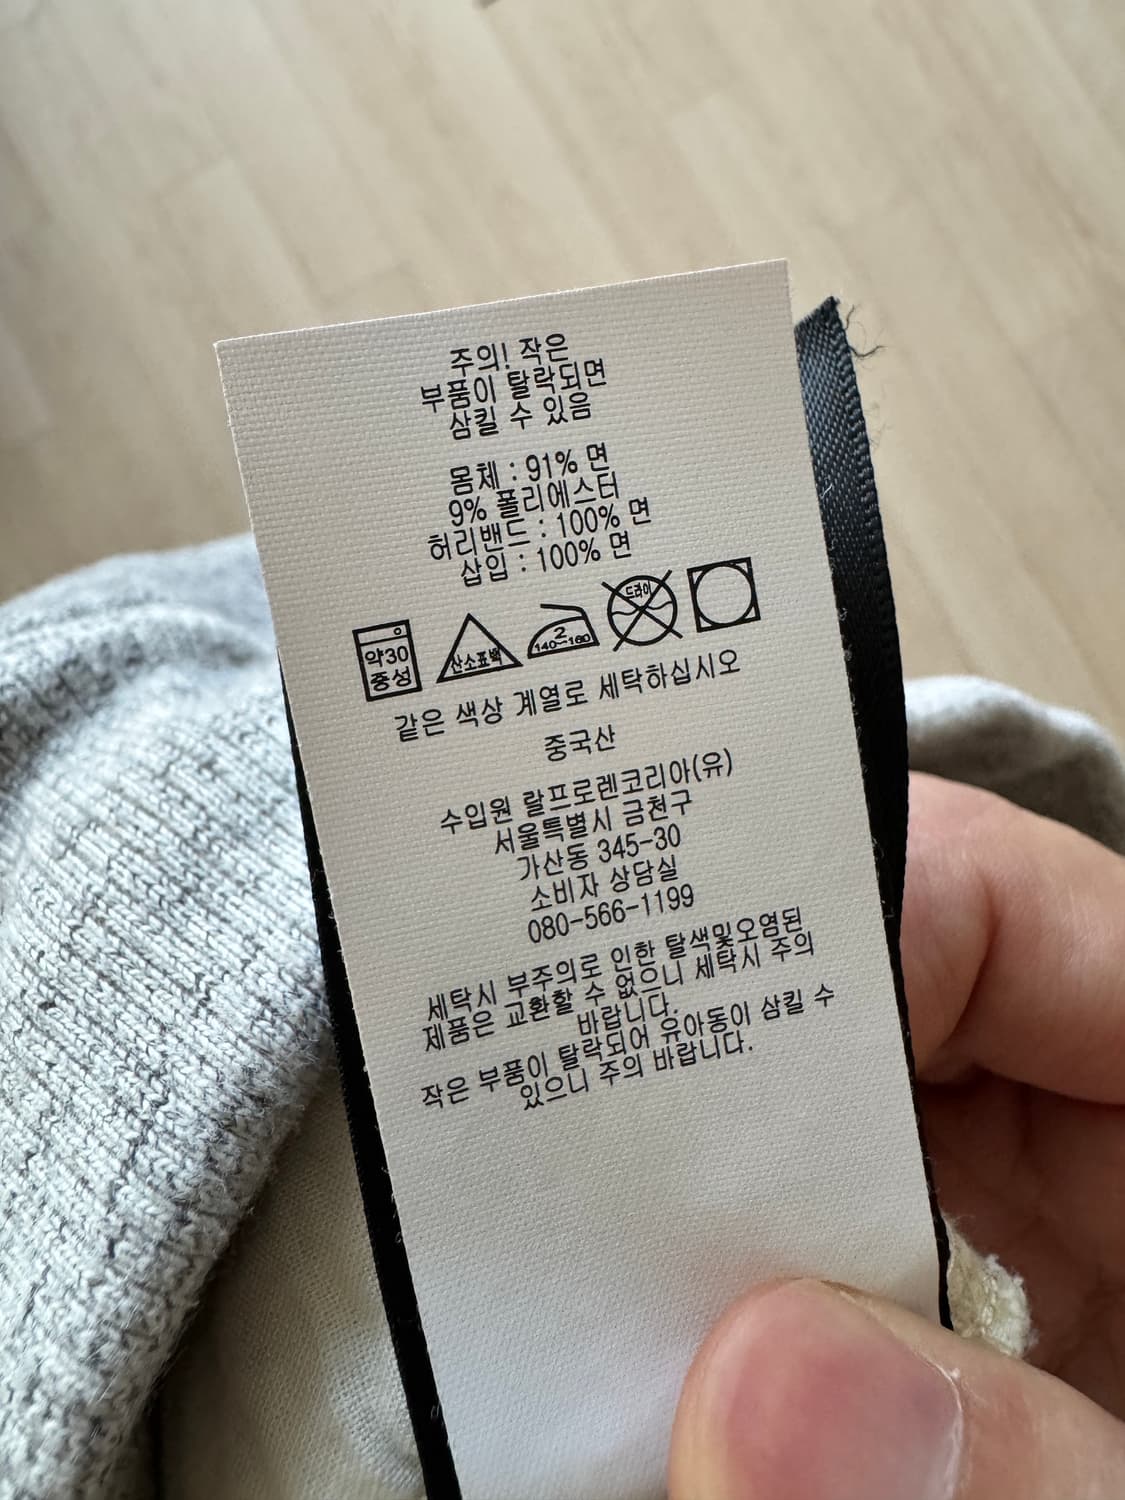 주의! 작은
부품이 탈락되면
삼킬 수 있음
몸체 : 91% 면
9% 폴리에스터
허리밴드 : 100% 면
삽입 : 100% 면
약30
중성
산소표백
2
140~160
드라이
같은 색상 계열로 세탁하십시오
중국산
수입원 랄프로렌코리아(유)
서울특별시 금천구
가산동 345-30
소비자 상담실
080-566-1199
세탁시 부주의로 인한 탈색및오염된
제품은 교환할 수 없으니 세탁시 주의
바랍니다.
작은 부품이 탈락되어 유아동이 삼킬 수
있으니 주의 바랍니다.